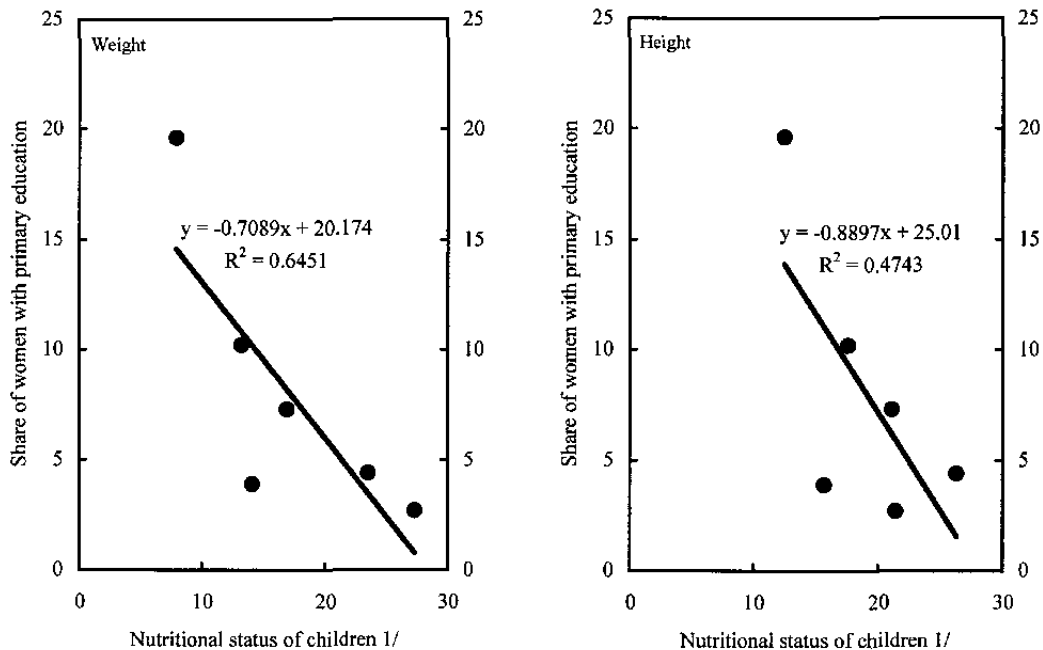 Weight
Share of women with primary education
25
20
15
10
5
0
y = -0.7089x + 20.174
R² = 0.6451
25
20
15
10
5
0
0 10 20 30
Nutritional status of children 1/
Height
Share of women with primary education
25
20
15
10
5
0
y = -0.8897x + 25.01
R² = 0.4743
25
20
15
10
5
0
0 10 20 30
Nutritional status of children 1/